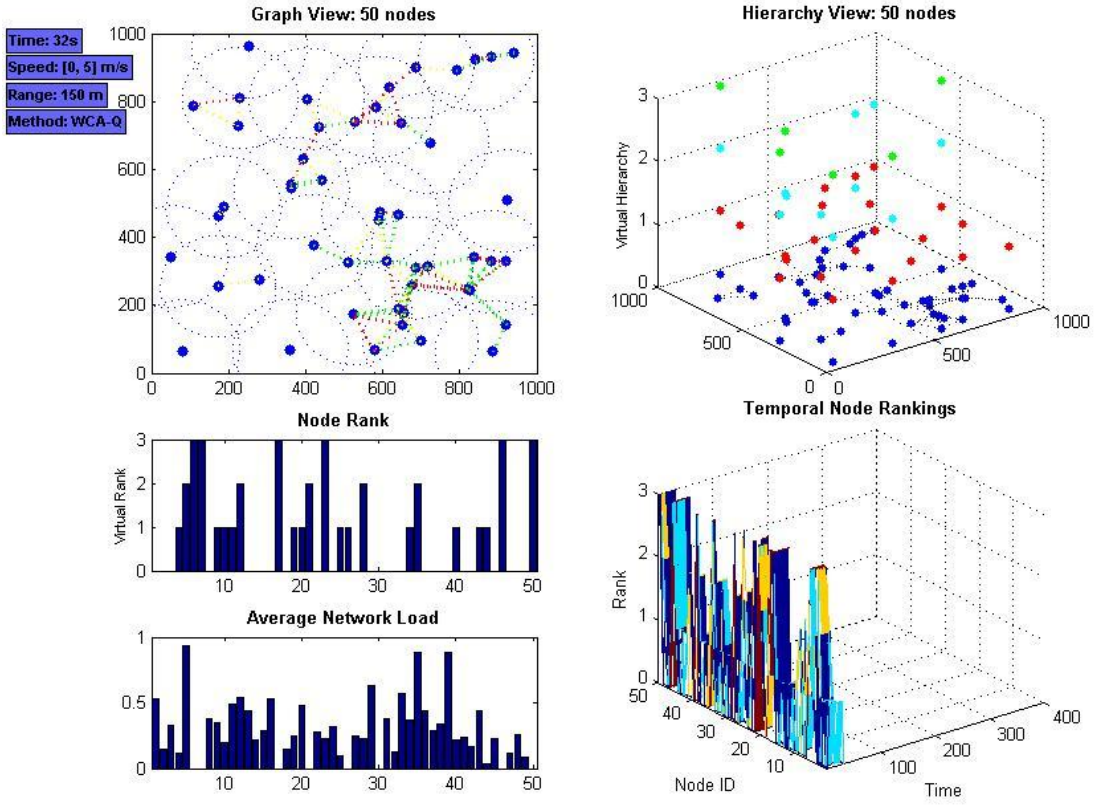 Graph View: 50 nodes
Time: 32s
Speed: [0, 5] m/s
Range: 150 m
Method: WCA-Q
1000
800
600
400
200
0
0 200 400 600 800 1000
Hierarchy View: 50 nodes
Virtual Hierarchy
3
2
1
0
1000
500
0
0
500
1000
Node Rank
Virtual Rank
3
2
1
0
10 20 30 40 50
Average Network Load
1
0.5
0
10 20 30 40 50
Temporal Node Rankings
Rank
3
2
1
0
50
40
30
20
10
Node ID
100
200
300
400
Time